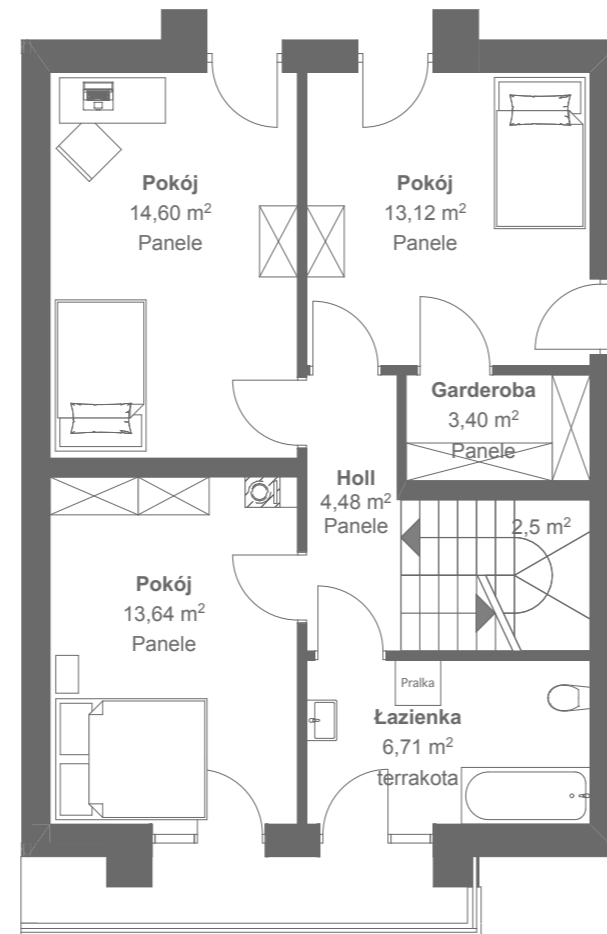 Pokój
14,60 m²
Panele
Pokój
13,12 m²
Panele
Garderoba
3,40 m²
Panele
Holl
4,48 m²
Panele
2,5 m²
Pokój
13,64 m²
Panele
Pralka
Łazienka
6,71 m²
terrakota